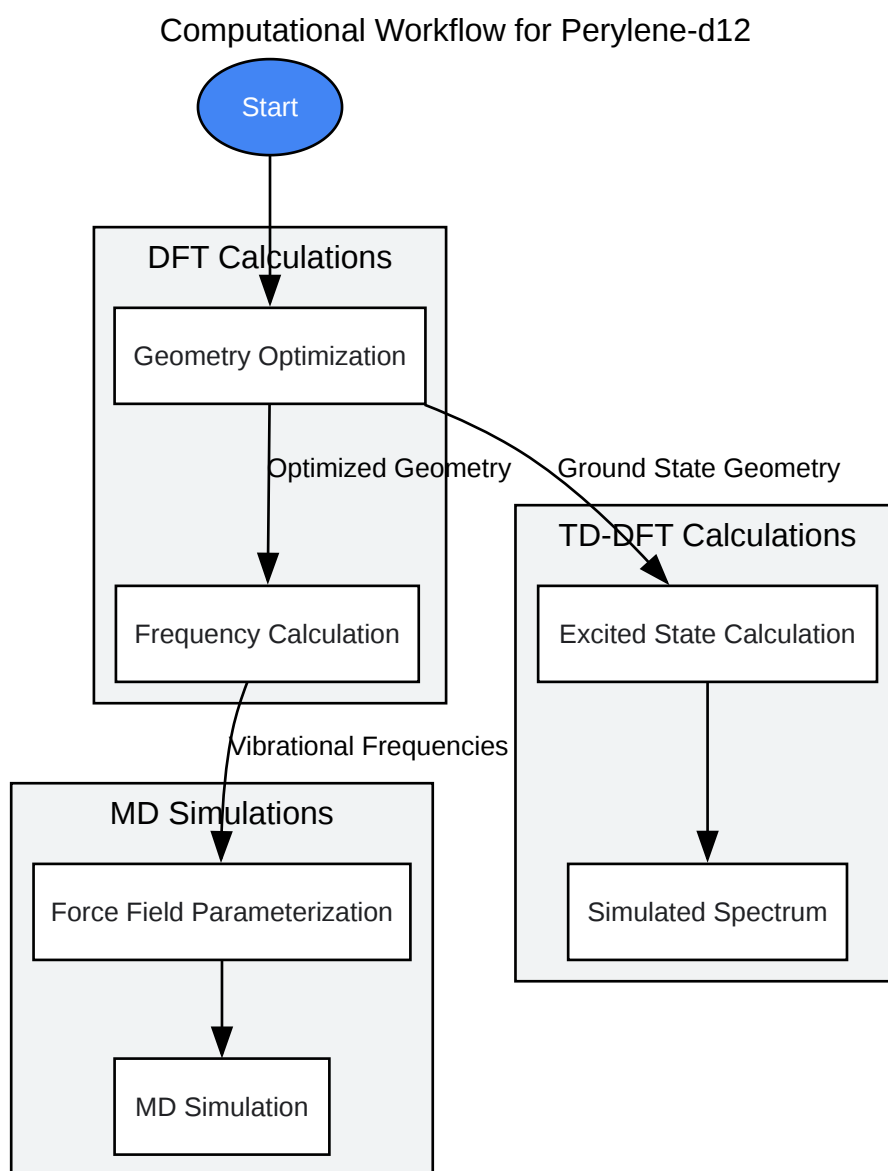 Computational Workflow for Perylene-d12
Start
DFT Calculations
Geometry Optimization
Optimized Geometry
Ground State Geometry
TD-DFT Calculations
Frequency Calculation
Excited State Calculation
Vibrational Frequencies
MD Simulations
Force Field Parameterization
Simulated Spectrum
MD Simulation